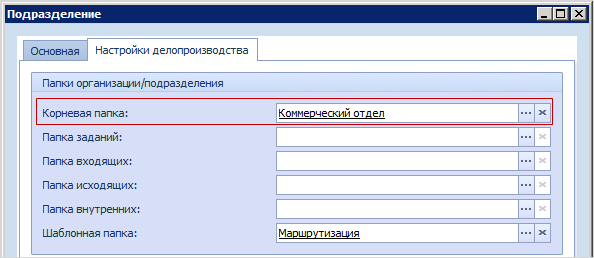 Подразделение
Основная Настройки делопроизводства
Папки организации/подразделения
Корневая папка: Коммерческий отдел
Папка заданий:
Папка входящих:
Папка исходящих:
Папка внутренних:
Шаблонная папка: Маршрутизация